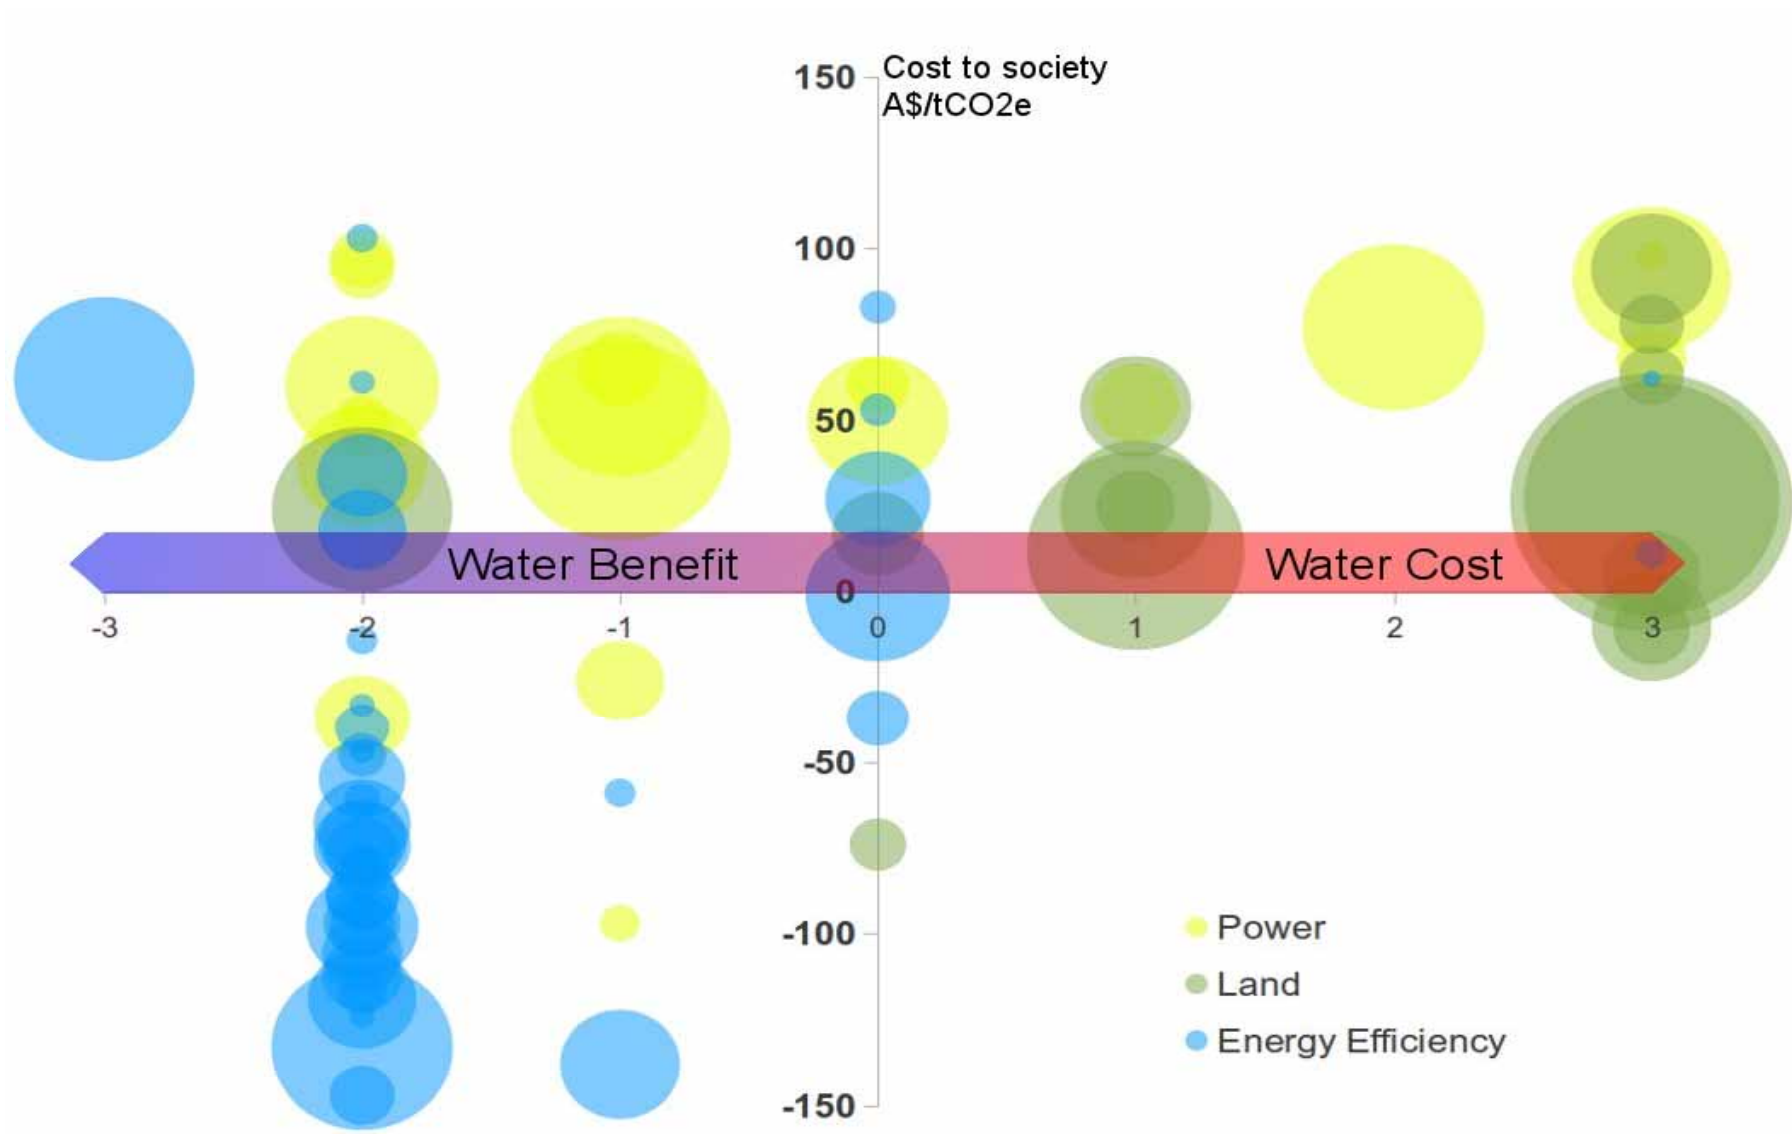 150
Cost to society
A$/tCO2e
100
50
Water Benefit
Water Cost
0
-3
-2
-1
0
1
2
3
-50
-100
Power
Land
Energy Efficiency
-150